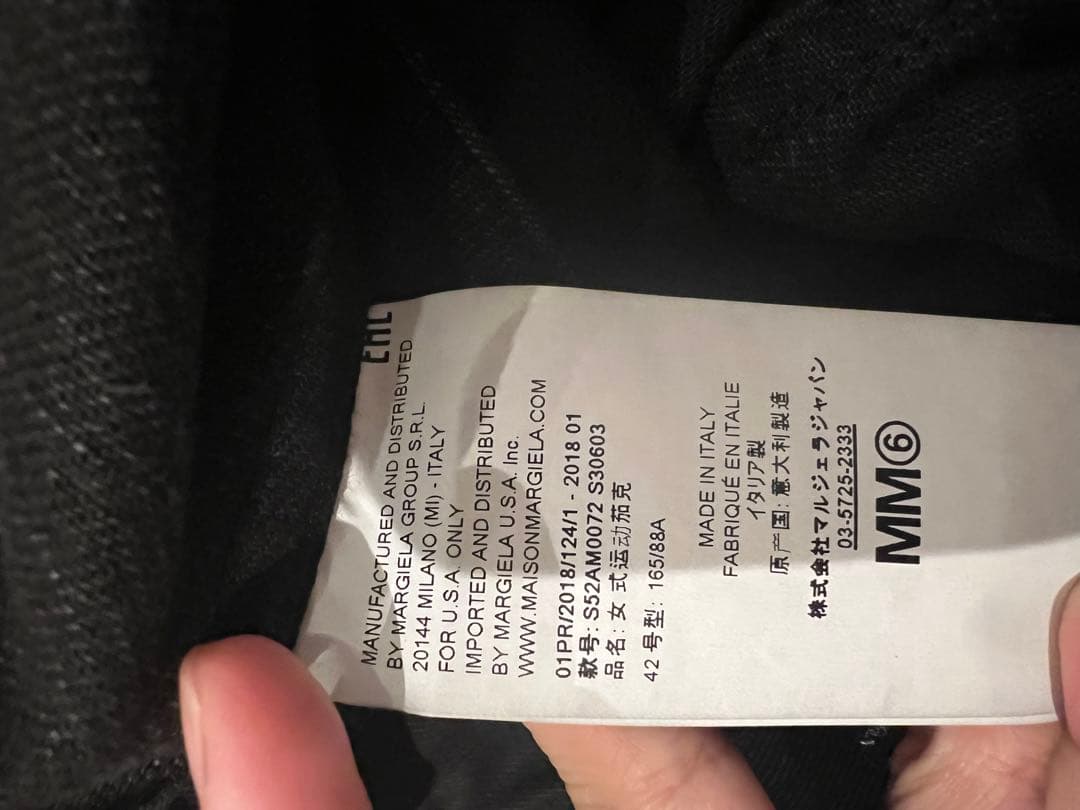 EAC
MANUFACTURED AND DISTRIBUTED
BY MARGIELA GROUP S.R.L.
20144 MILANO (MI) - ITALY
FOR U.S.A. ONLY
IMPORTED AND DISTRIBUTED
BY MARGIELA U.S.A. Inc.
WWW.MAISONMARGIELA.COM
01PR/2018/124/1 - 2018 01
款号: S52AM0072 S30603
品名: 女 式 运动茄克
42 号型: 165/88A
MADE IN ITALY
FABRIQUÉ EN ITALIE
イタリア製
原产国: 意大利製造
株式会社マルジェラジャパン
03-5725-2333
MM⑥